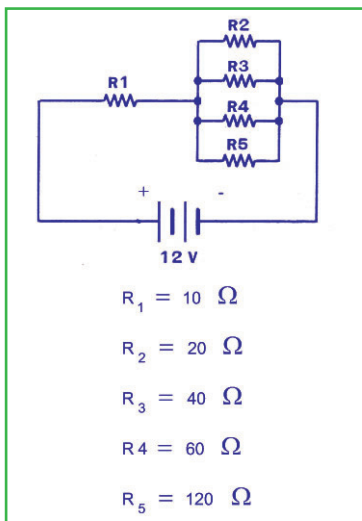 R2
R1 R3
R4
R5
+ -
12 V
R1 = 10 Ω
R2 = 20 Ω
R3 = 40 Ω
R4 = 60 Ω
R5 = 120 Ω